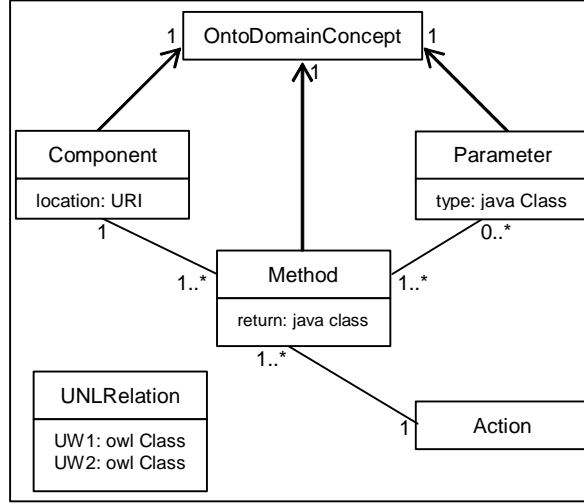 OntoDomainConcept
1
1
1
Component
location: URI
Parameter
type: java Class
1
0..*
1..*
1..*
Method
return: java class
1..*
1
Action
UNLRelation
UW1: owl Class
UW2: owl Class